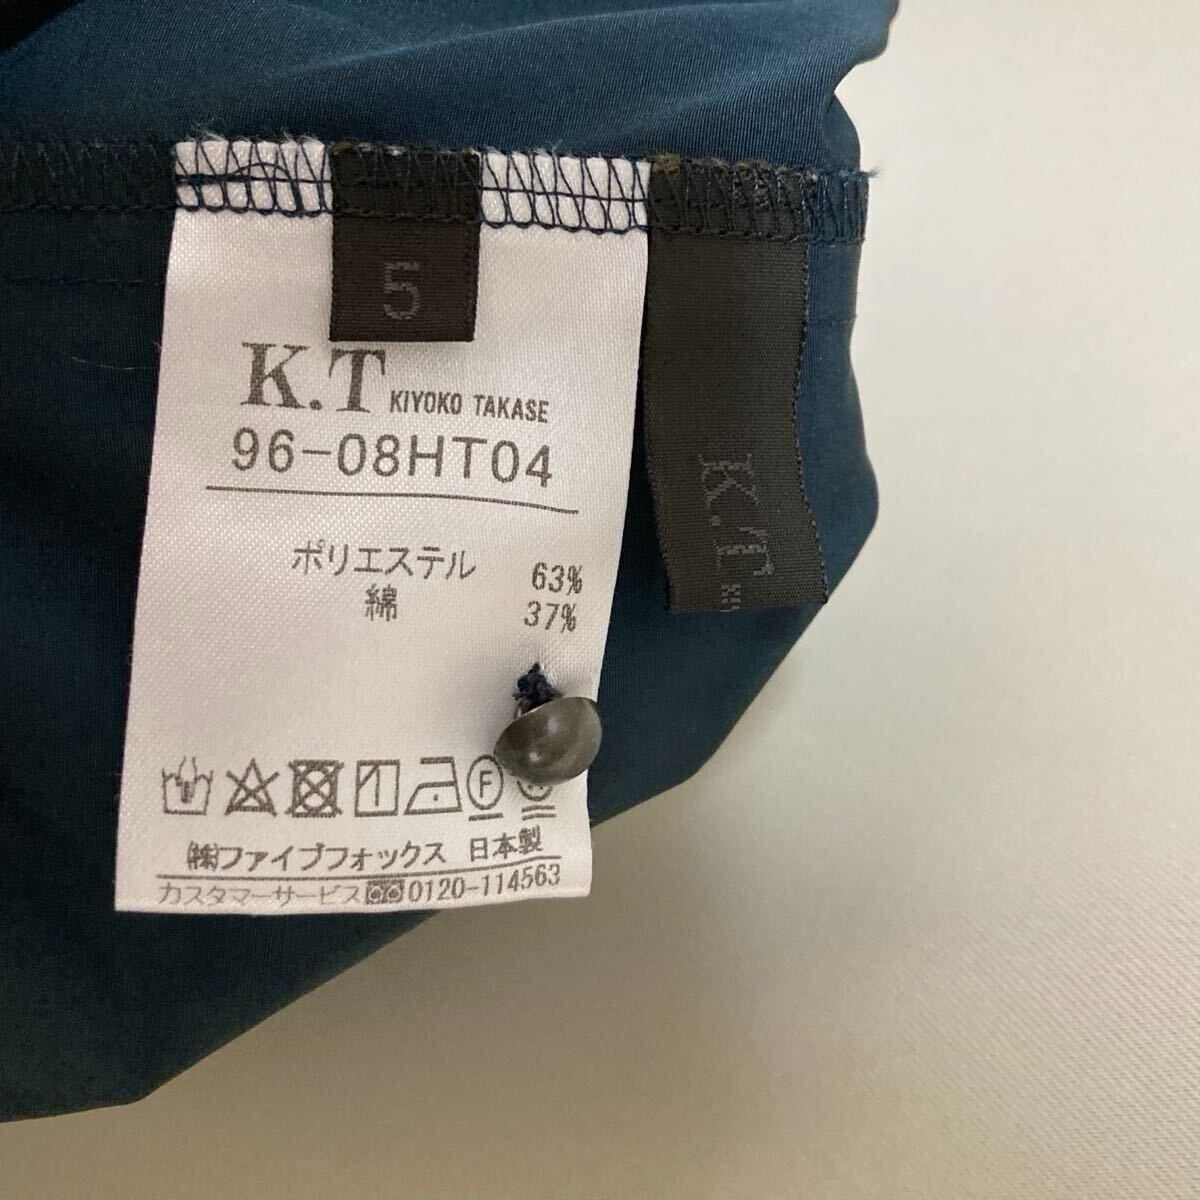 5
K.T KIYOKO TAKASE
96-08HT04
ポリエステル 63%
綿 37%
F
㈱ファイブフォックス 日本製
カスタマーサービス 0120-114563
K.T